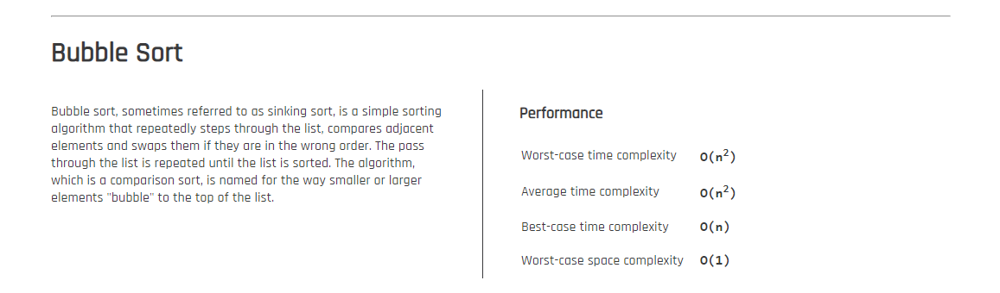 Bubble Sort
Bubble sort, sometimes referred to as sinking sort, is a simple sorting
algorithm that repeatedly steps through the list, compares adjacent
elements and swaps them if they are in the wrong order. The pass
through the list is repeated until the list is sorted. The algorithm,
which is a comparison sort, is named for the way smaller or larger
elements "bubble" to the top of the list.
Performance
Worst-case time complexity O(n²)
Average time complexity O(n²)
Best-case time complexity O(n)
Worst-case space complexity O(1)